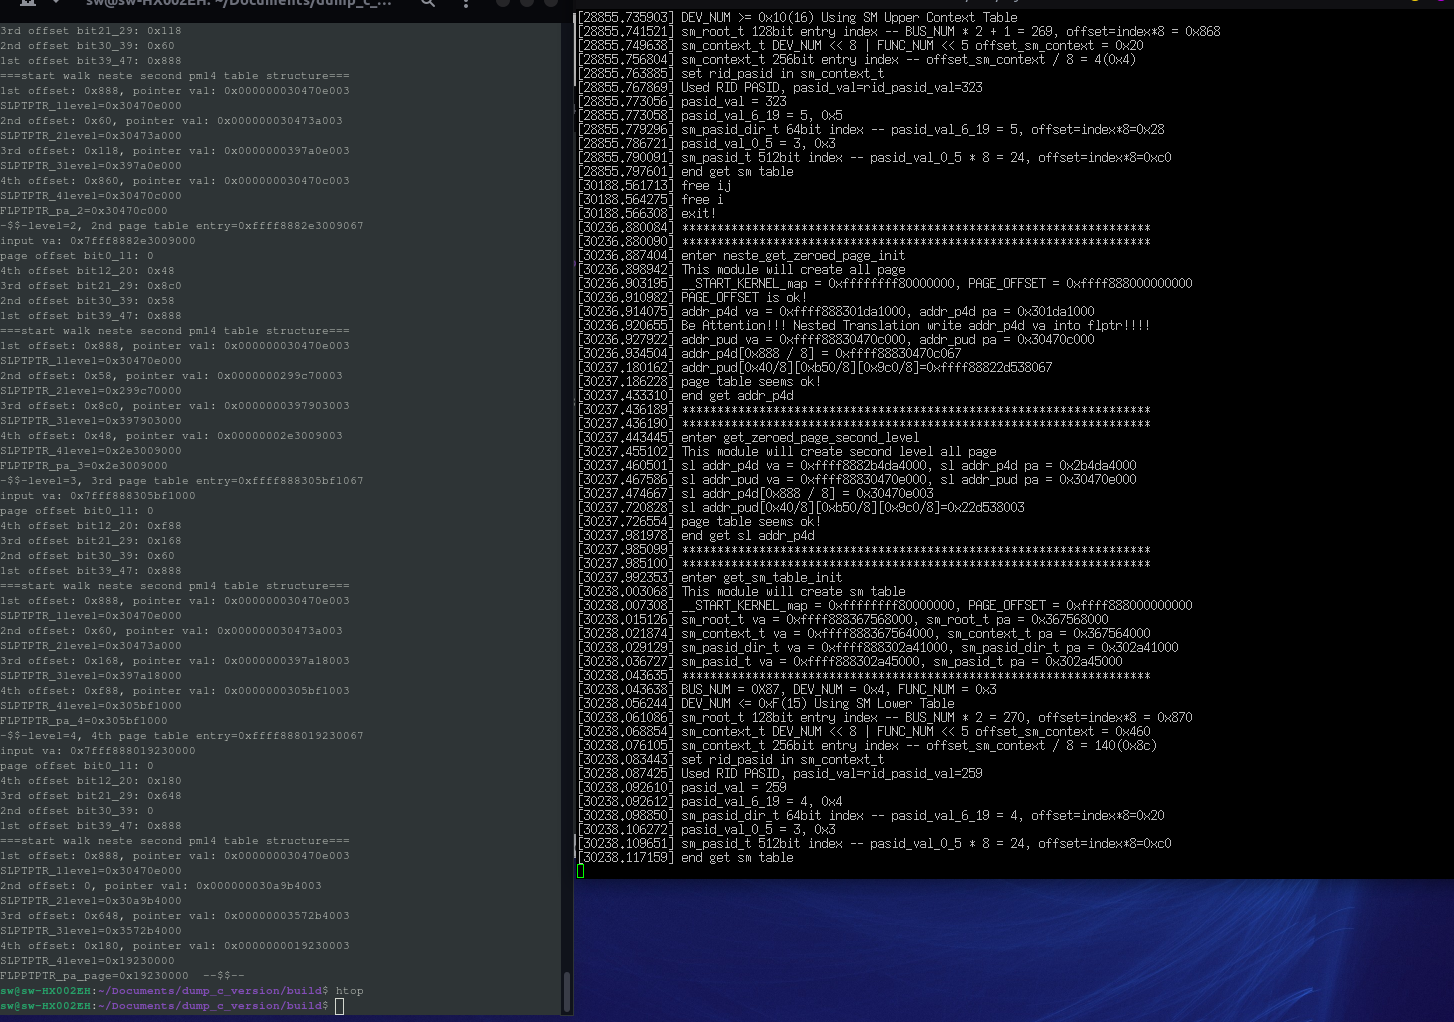 sw@sw-HX002EH: ~/Documents/dump_c_...
3rd offset bit21_29: 0x118
2nd offset bit30_39: 0x60
1st offset bit39_47: 0x888
===start walk neste second pml4 table structure===
1st offset: 0x888, pointer val: 0x000000030470e003
SLPTPTR_1level=0x30470e000
2nd offset: 0x60, pointer val: 0x000000030473a003
SLPTPTR_2level=0x30473a000
3rd offset: 0x118, pointer val: 0x0000000397a0e003
SLPTPTR_3level=0x397a0e000
4th offset: 0x860, pointer val: 0x000000030470c003
SLPTPTR_4level=0x30470c000
FLPTPTR_pa_2=0x30470c000
-$$-level=2, 2nd page table entry=0xffff8882e3009067
input va: 0x7fff8882e3009000
page offset bit0_11: 0
4th offset bit12_20: 0x48
3rd offset bit21_29: 0x8c0
2nd offset bit30_39: 0x58
1st offset bit39_47: 0x888
===start walk neste second pml4 table structure===
1st offset: 0x888, pointer val: 0x000000030470e003
SLPTPTR_1level=0x30470e000
2nd offset: 0x58, pointer val: 0x0000000299c70003
SLPTPTR_2level=0x299c70000
3rd offset: 0x8c0, pointer val: 0x0000000397903003
SLPTPTR_3level=0x397903000
4th offset: 0x48, pointer val: 0x00000002e3009003
SLPTPTR_4level=0x2e3009000
FLPTPTR_pa_3=0x2e3009000
-$$-level=3, 3rd page table entry=0xffff888305bf1067
input va: 0x7fff888305bf1000
page offset bit0_11: 0
4th offset bit12_20: 0xf88
3rd offset bit21_29: 0x168
2nd offset bit30_39: 0x60
1st offset bit39_47: 0x888
===start walk neste second pml4 table structure===
1st offset: 0x888, pointer val: 0x000000030470e003
SLPTPTR_1level=0x30470e000
2nd offset: 0x60, pointer val: 0x000000030473a003
SLPTPTR_2level=0x30473a000
3rd offset: 0x168, pointer val: 0x0000000397a18003
SLPTPTR_3level=0x397a18000
4th offset: 0xf88, pointer val: 0x0000000305bf1003
SLPTPTR_4level=0x305bf1000
FLPTPTR_pa_4=0x305bf1000
-$$-level=4, 4th page table entry=0xffff888019230067
input va: 0x7fff888019230000
page offset bit0_11: 0
4th offset bit12_20: 0x180
3rd offset bit21_29: 0x648
2nd offset bit30_39: 0
1st offset bit39_47: 0x888
===start walk neste second pml4 table structure===
1st offset: 0x888, pointer val: 0x000000030470e003
SLPTPTR_1level=0x30470e000
2nd offset: 0, pointer val: 0x000000030a9b4003
SLPTPTR_2level=0x30a9b4000
3rd offset: 0x648, pointer val: 0x00000003572b4003
SLPTPTR_3level=0x3572b4000
4th offset: 0x180, pointer val: 0x0000000019230003
SLPTPTR_4level=0x19230000
FLPPTPTR_pa_page=0x19230000  --$$--
sw@sw-HX002EH:~/Documents/dump_c_version/build$ htop
sw@sw-HX002EH:~/Documents/dump_c_version/build$
[28855.735903] DEV_NUM >= 0x10(16) Using SM Upper Context Table
[28855.741521] sm_root_t 128bit entry index -- BUS_NUM * 2 + 1 = 269, offset=index*8 = 0x868
[28855.749638] sm_context_t DEV_NUM << 8 | FUNC_NUM << 5 offset_sm_context = 0x20
[28855.756804] sm_context_t 256bit entry index -- offset_sm_context / 8 = 4(0x4)
[28855.763885] set rid_pasid in sm_context_t
[28855.767869] Used RID PASID, pasid_val=rid_pasid_val=323
[28855.773056] pasid_val = 323
[28855.773058] pasid_val_6_19 = 5, 0x5
[28855.779296] sm_pasid_dir_t 64bit index -- pasid_val_6_19 = 5, offset=index*8=0x28
[28855.786721] pasid_val_0_5 = 3, 0x3
[28855.790091] sm_pasid_t 512bit index -- pasid_val_0_5 * 8 = 24, offset=index*8=0xc0
[28855.797601] end get sm table
[30188.561713] free ij
[30188.564275] free i
[30188.566308] exit!
[30236.880084] *******************************************************************
[30236.880090] *******************************************************************
[30236.887404] enter neste_get_zeroed_page_init
[30236.898942] This module will create all page
[30236.903195] __START_KERNEL_map = 0xffffffff80000000, PAGE_OFFSET = 0xffff888000000000
[30236.910982] PAGE_OFFSET is ok!
[30236.914075] addr_p4d va = 0xffff888301da1000, addr_p4d pa = 0x301da1000
[30236.920655] Be Attention!!! Nested Translation write addr_p4d va into flptr!!!!
[30236.927922] addr_pud va = 0xffff88830470c000, addr_pud pa = 0x30470c000
[30236.934504] addr_p4d[0x888 / 8] = 0xffff88830470c067
[30237.180162] addr_pud[0x40/8][0xb50/8][0x9c0/8]=0xffff88822d538067
[30237.186228] page table seems ok!
[30237.433310] end get addr_p4d
[30237.436189] *******************************************************************
[30237.436190] *******************************************************************
[30237.443445] enter get_zeroed_page_second_level
[30237.455102] This module will create second level all page
[30237.460501] sl addr_p4d va = 0xffff8882b4da4000, sl addr_p4d pa = 0x2b4da4000
[30237.467586] sl addr_pud va = 0xffff88830470e000, sl addr_pud pa = 0x30470e000
[30237.474667] sl addr_p4d[0x888 / 8] = 0x30470e003
[30237.720828] sl addr_pud[0x40/8][0xb50/8][0x9c0/8]=0x22d538003
[30237.726554] page table seems ok!
[30237.981978] end get sl addr_p4d
[30237.985099] *******************************************************************
[30237.985100] *******************************************************************
[30237.992353] enter get_sm_table_init
[30238.003068] This module will create sm table
[30238.007308] __START_KERNEL_map = 0xffffffff80000000, PAGE_OFFSET = 0xffff888000000000
[30238.015126] sm_root_t va = 0xffff888367568000, sm_root_t pa = 0x367568000
[30238.021874] sm_context_t va = 0xffff888367564000, sm_context_t pa = 0x367564000
[30238.029129] sm_pasid_dir_t va = 0xffff888302a41000, sm_pasid_dir_t pa = 0x302a41000
[30238.036727] sm_pasid_t va = 0xffff888302a45000, sm_pasid_t pa = 0x302a45000
[30238.043635] *******************************************************************
[30238.043638] BUS_NUM = 0X87, DEV_NUM = 0x4, FUNC_NUM = 0x3
[30238.056244] DEV_NUM <= 0xF(15) Using SM Lower Table
[30238.061086] sm_root_t 128bit entry index -- BUS_NUM * 2 = 270, offset=index*8 = 0x870
[30238.068854] sm_context_t DEV_NUM << 8 | FUNC_NUM << 5 offset_sm_context = 0x460
[30238.076105] sm_context_t 256bit entry index -- offset_sm_context / 8 = 140(0x8c)
[30238.083443] set rid_pasid in sm_context_t
[30238.087425] Used RID PASID, pasid_val=rid_pasid_val=259
[30238.092610] pasid_val = 259
[30238.092612] pasid_val_6_19 = 4, 0x4
[30238.098850] sm_pasid_dir_t 64bit index -- pasid_val_6_19 = 4, offset=index*8=0x20
[30238.106272] pasid_val_0_5 = 3, 0x3
[30238.109651] sm_pasid_t 512bit index -- pasid_val_0_5 * 8 = 24, offset=index*8=0xc0
[30238.117159] end get sm table